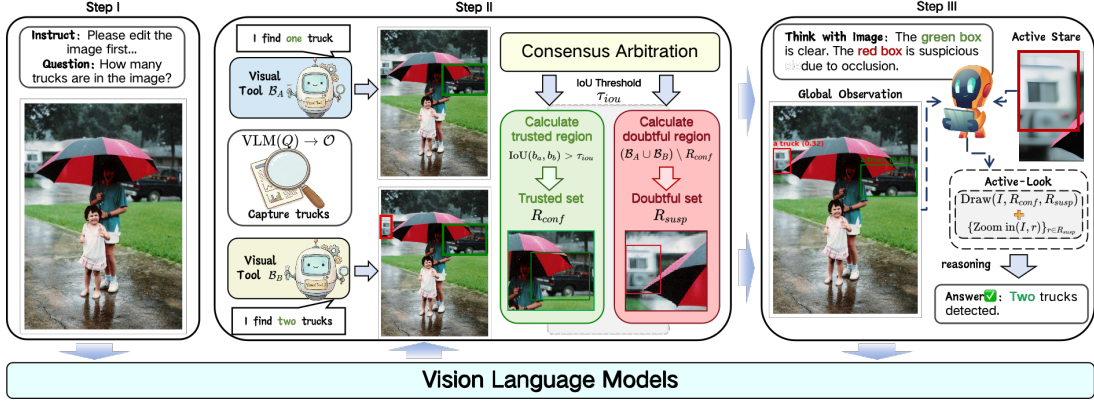 Step I
Step II
Step III
Instruct: Please edit the
image first...
Question: How many
trucks are in the image?
I find one truck
Visual
Tool B_A
VLM(Q) → O
Capture trucks
Visual
Tool B_B
I find two trucks
Consensus Arbitration
IoU Threshold
τ_iou
Calculate
trusted region
IoU(b_a, b_b) > τ_iou
Trusted set
R_conf
Calculate
doubtful region
(B_A ∪ B_B) \ R_conf
Doubtful set
R_susp
Think with Image: The green box
is clear. The red box is suspicious
due to occlusion.
Active Stare
Global Observation
a truck (0.32)
Active-Look
Draw(I, R_conf, R_susp)
+
{Zoom in(I, r)}_r∈R_susp
reasoning
Answer✅: Two trucks
detected.
Vision Language Models